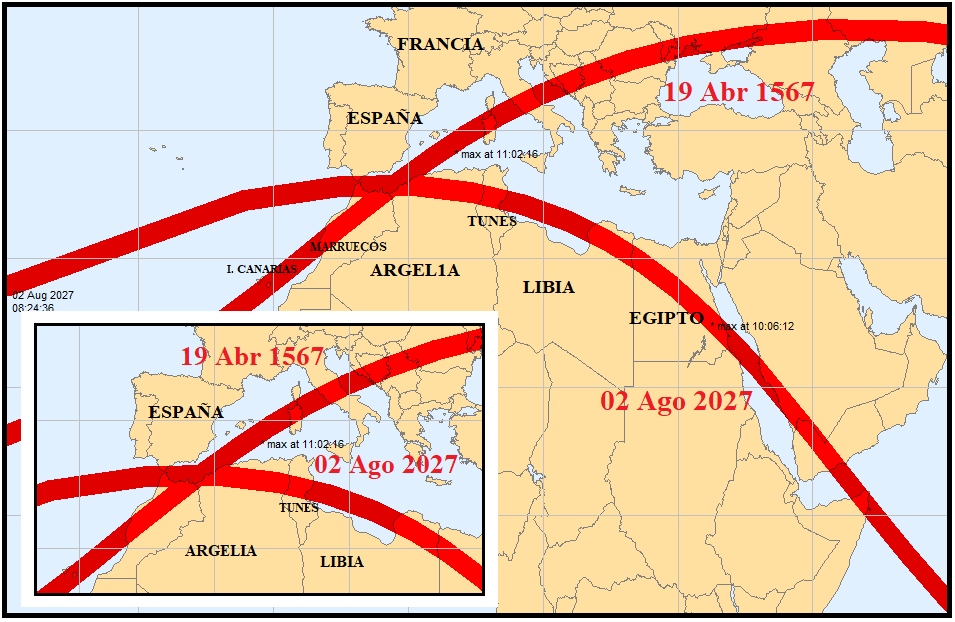 FRANCIA
19 Abr 1567
ESPAÑA
* max at 11:02:16
TUNES
MARRUECOS
I. CANARIAS
ARGEL1A
LIBIA
02 Aug 2027
08:24:36
EGIPTO
* max at 10:06:12
02 Ago 2027
19 Abr 1567
ESPAÑA
* max at 11:02:16
02 Ago 2027
TUNES
ARGELIA
LIBIA